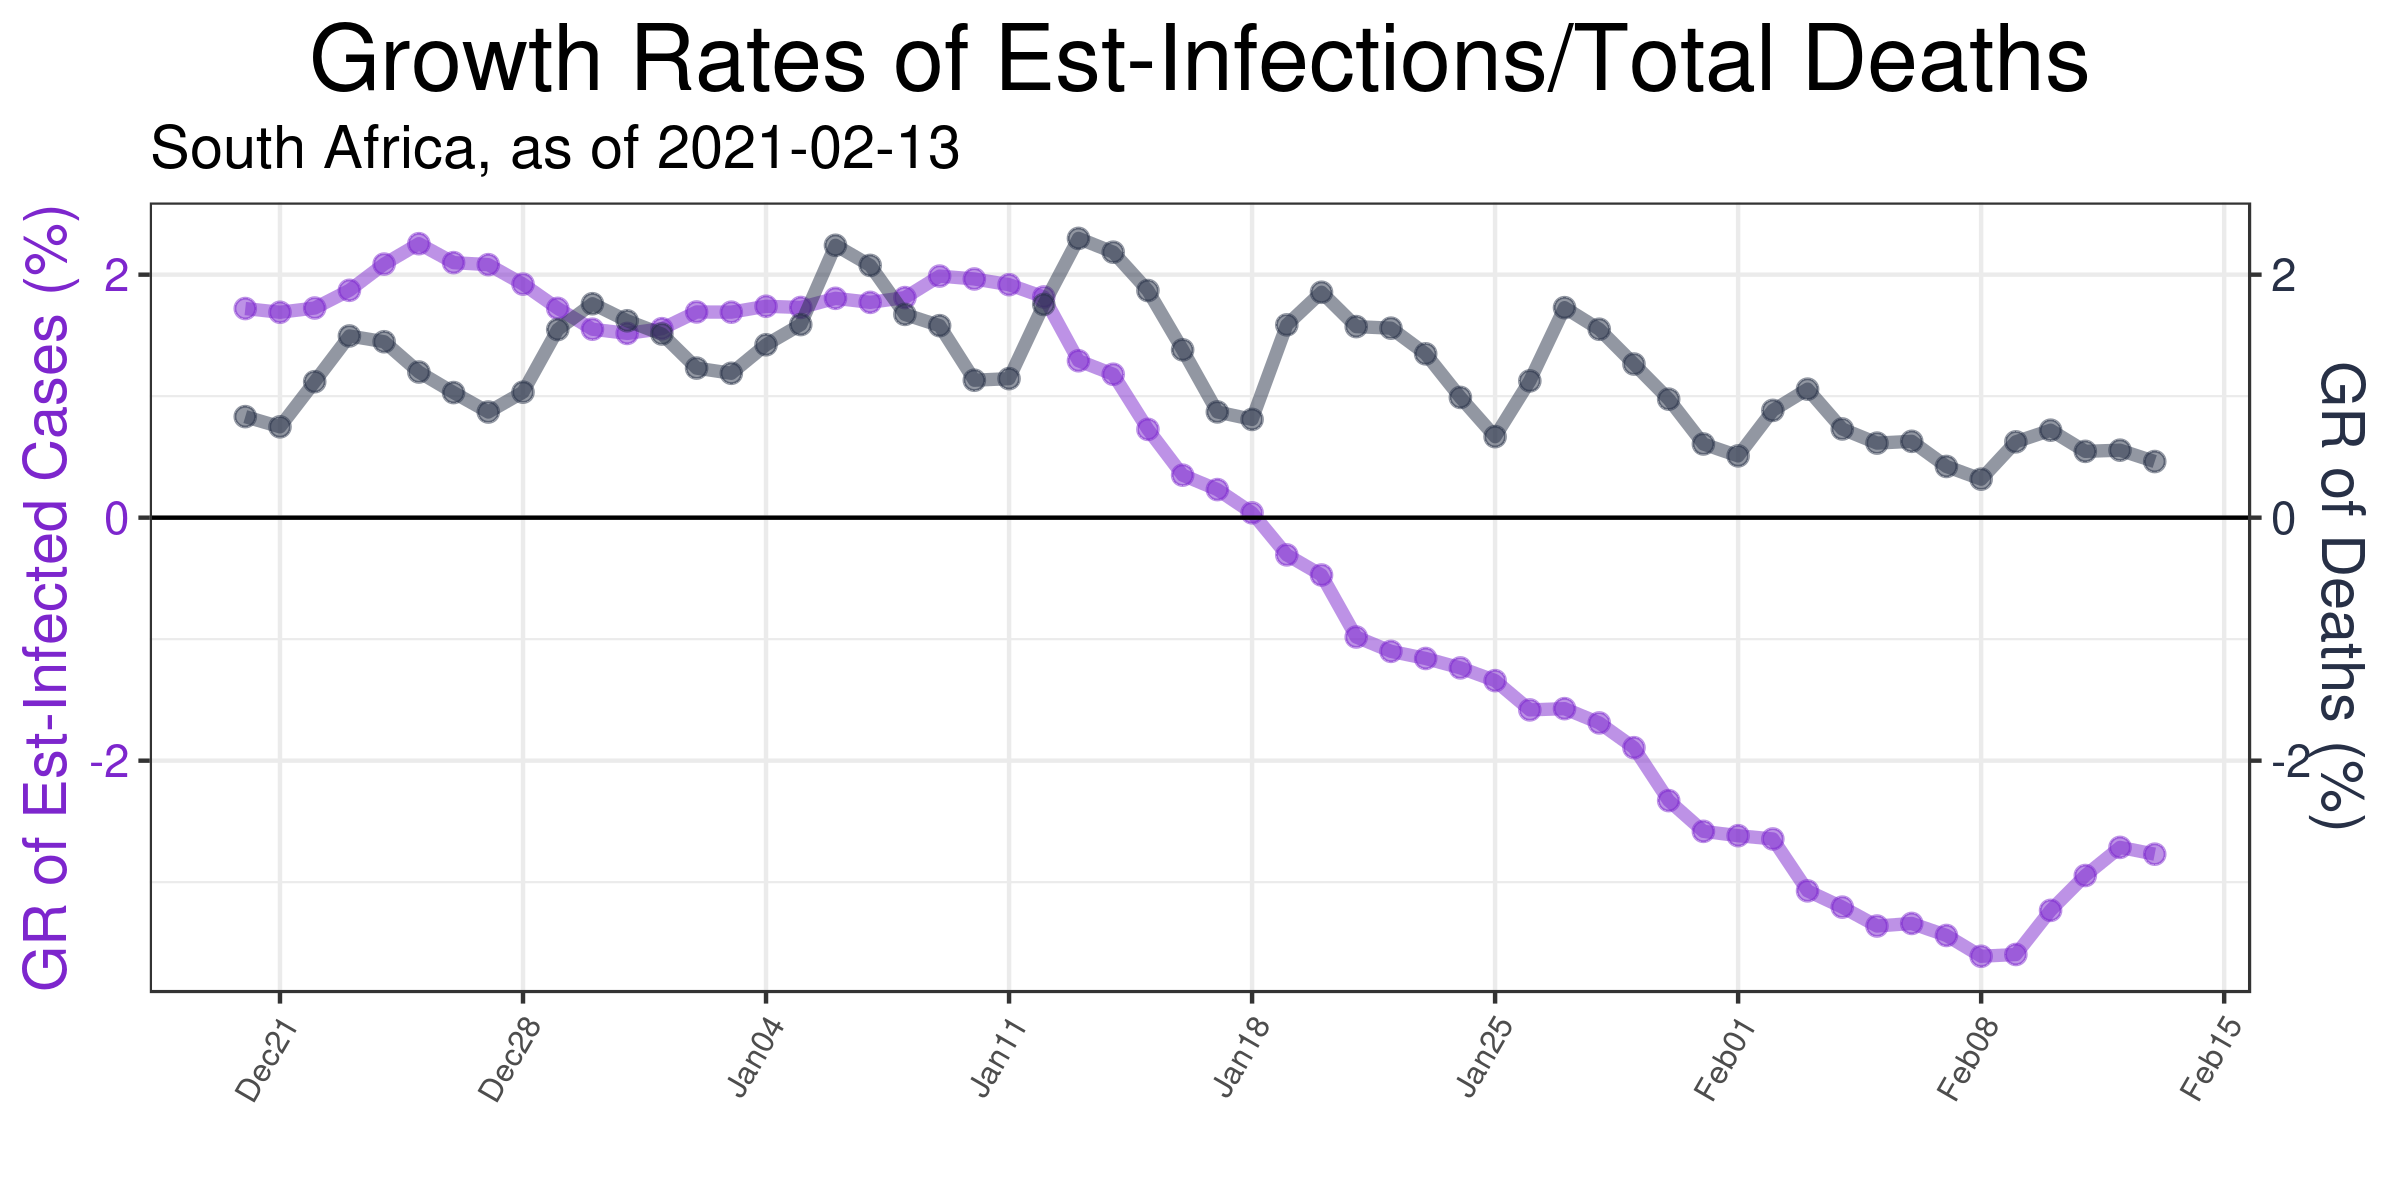 Growth Rates of Est-Infections/Total Deaths
South Africa, as of 2021-02-13
GR of Est-Infected Cases (%)
2
0
-2
2
0
-2
GR of Deaths (%)
Dec21
Dec28
Jan04
Jan11
Jan18
Jan25
Feb01
Feb08
Feb15